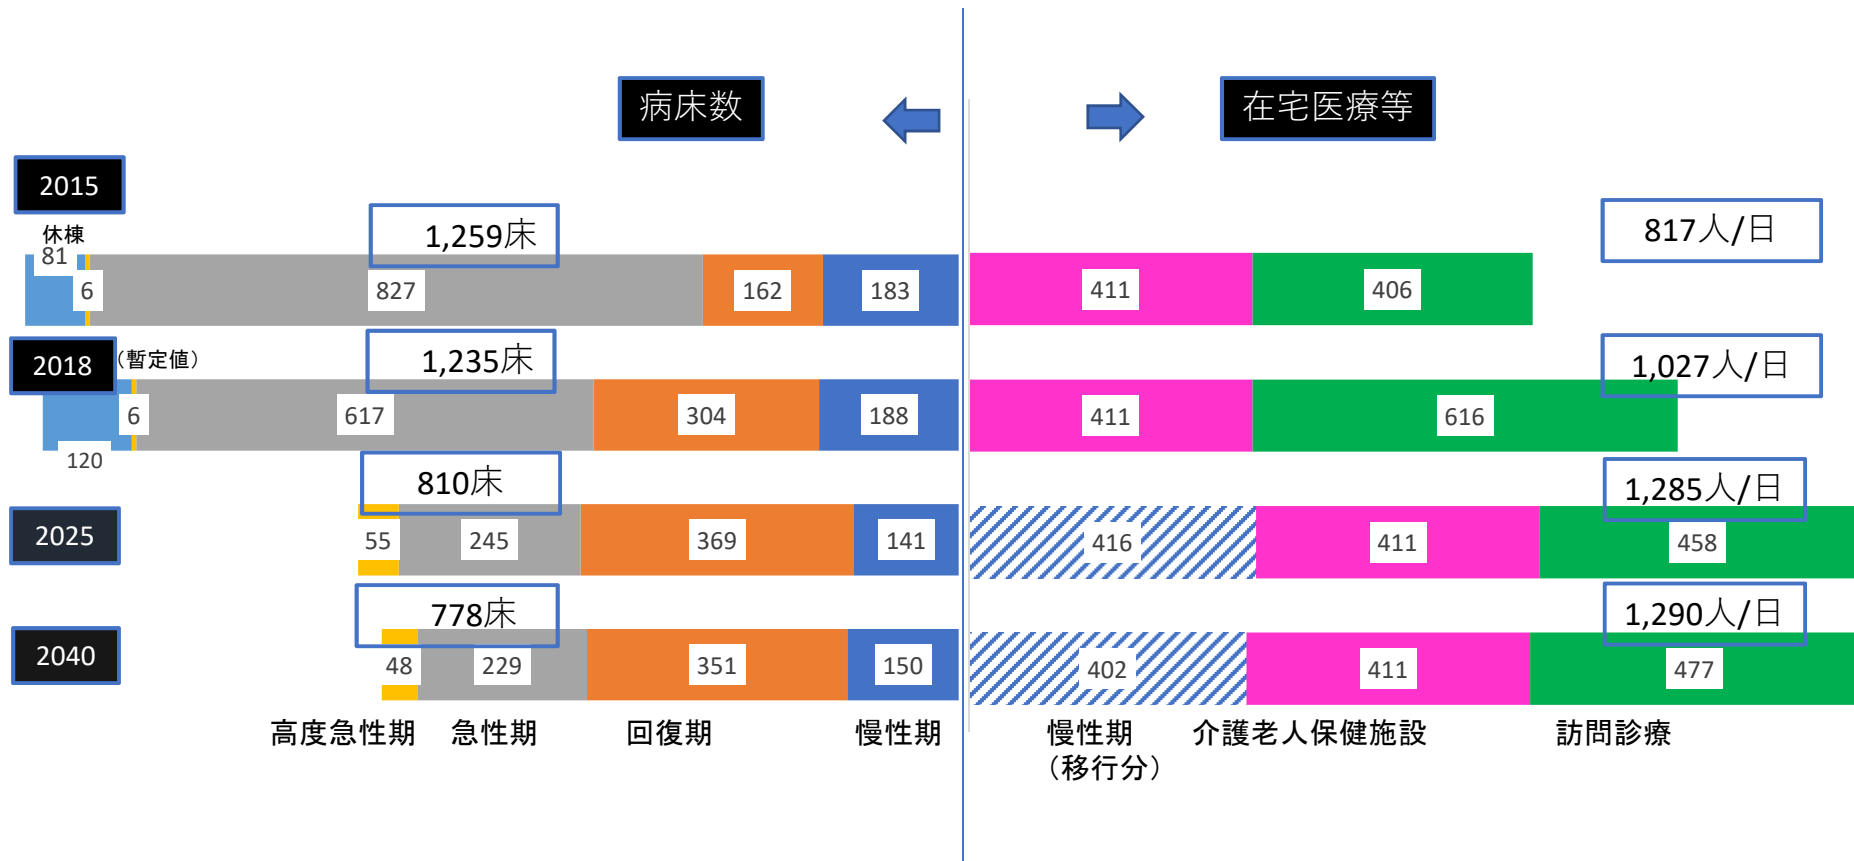 病床数
在宅医療等
2015
休棟
81
1,259床
817人/日
6
827
162
183
411
406
2018
（暫定値）
1,235床
1,027人/日
6
617
304
188
411
616
120
810床
1,285人/日
2025
55
245
369
141
416
411
458
778床
1,290人/日
2040
48
229
351
150
402
411
477
高度急性期
急性期
回復期
慢性期
慢性期
（移行分）
介護老人保健施設
訪問診療